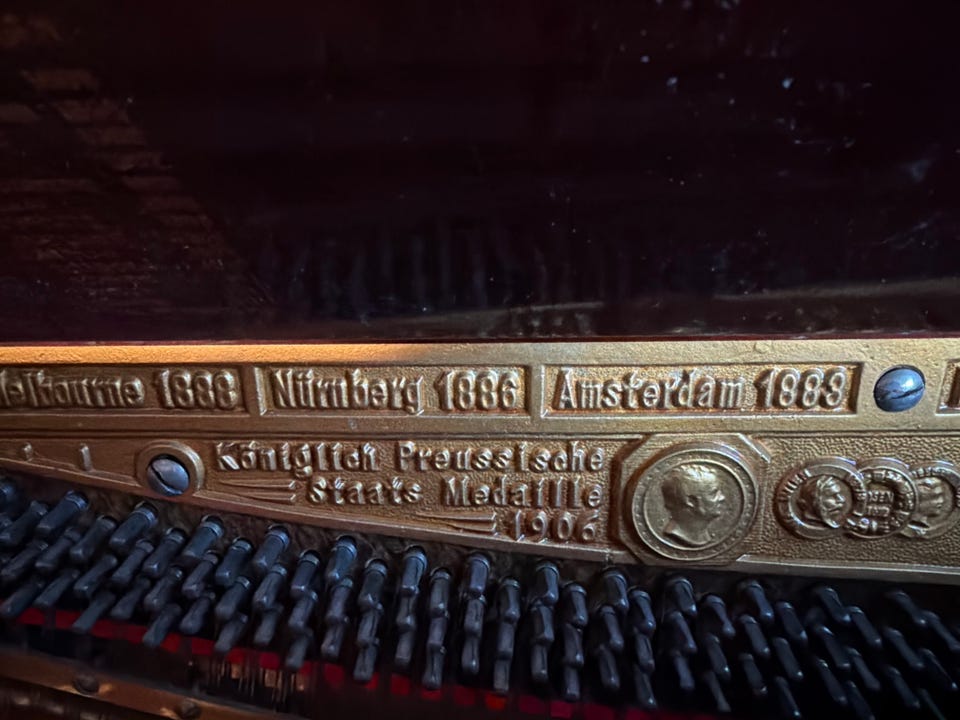 Melbourne 1888 Nürnberg 1886 Amsterdam 1883
Königlich Preussische
Staats Medaille
1906